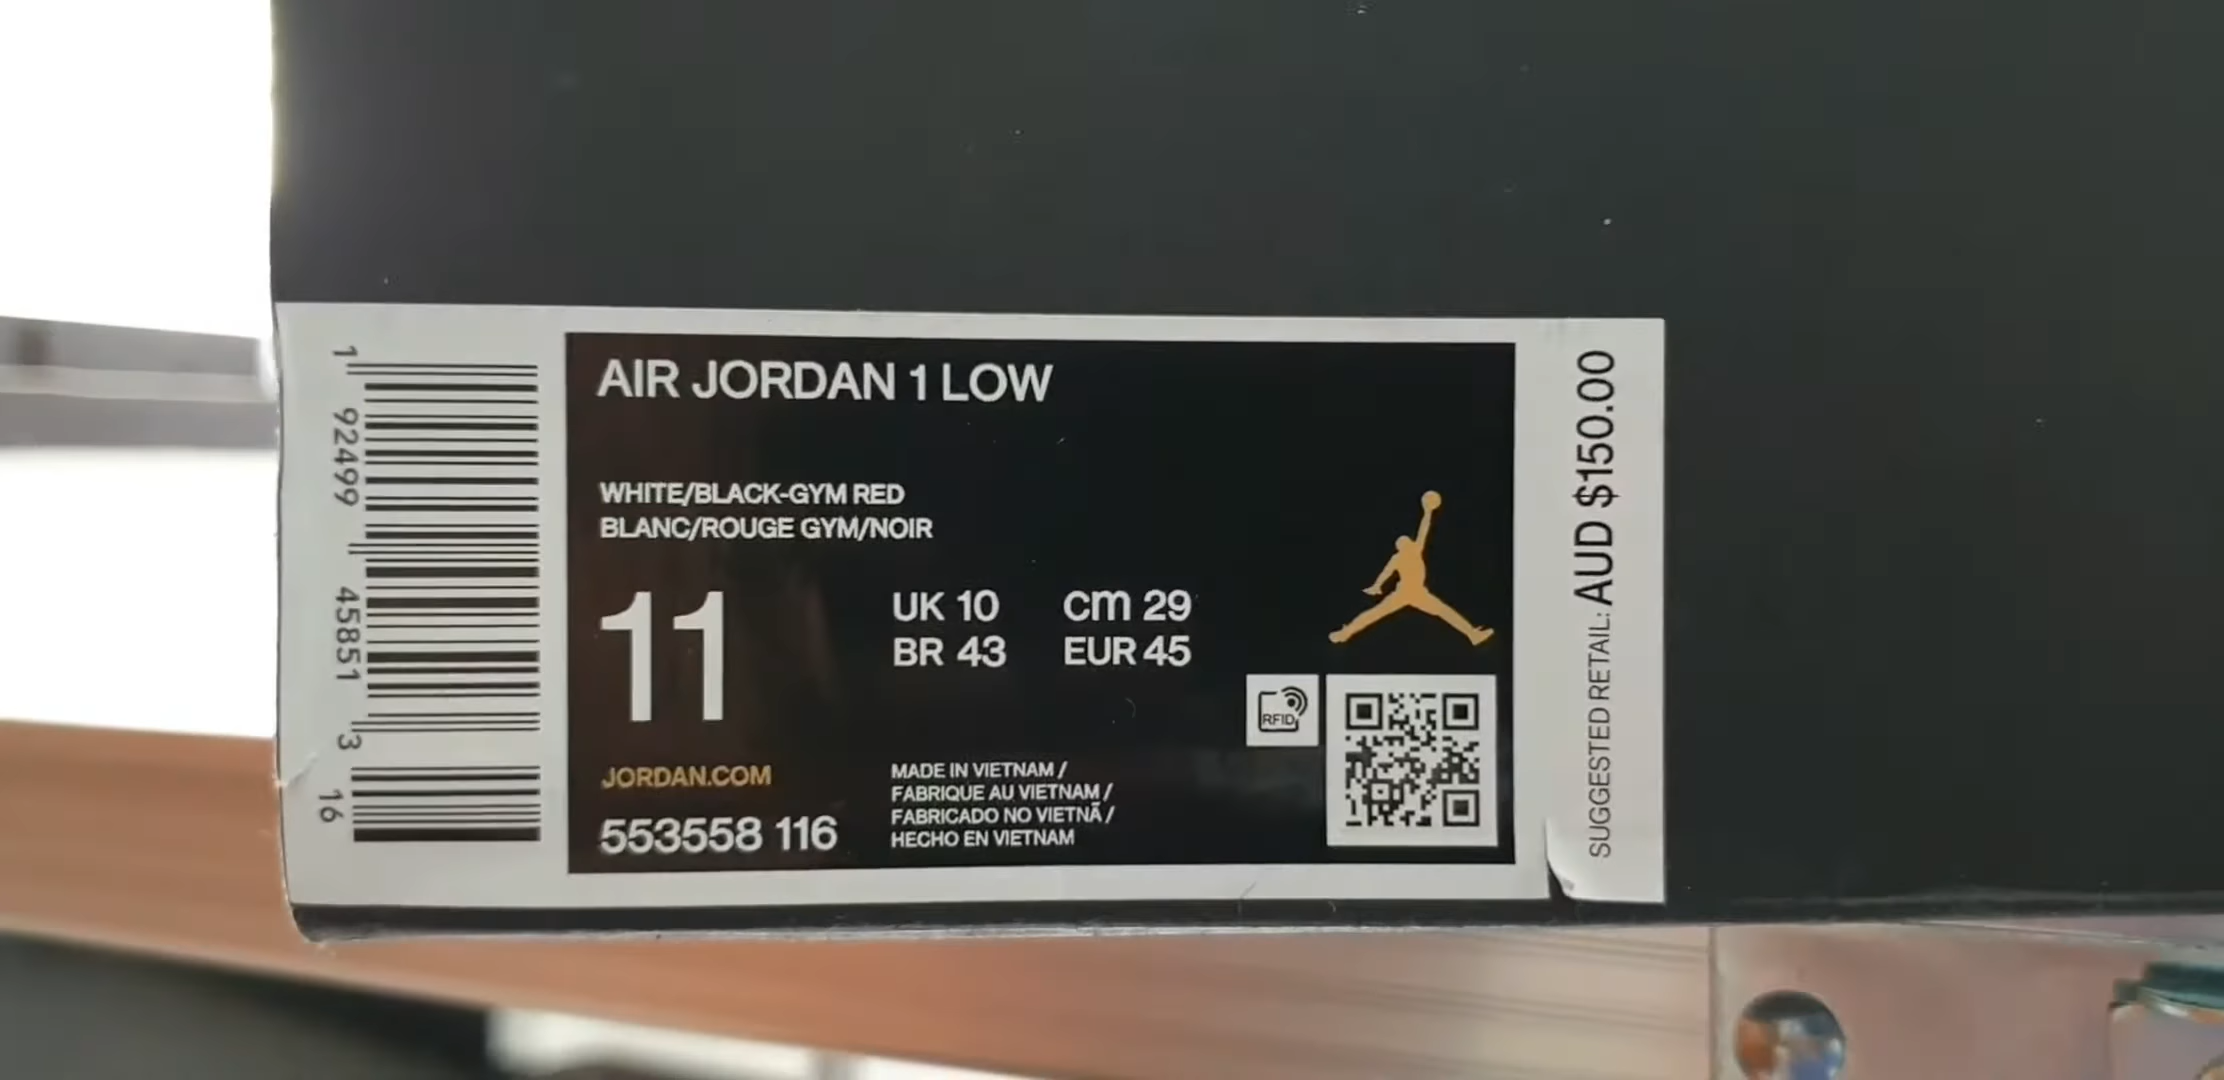 AIR JORDAN 1 LOW
WHITE/BLACK-GYM RED
BLANC/ROUGE GYM/NOIR
11
UK 10
cm 29
BR 43
EUR 45
JORDAN.COM
553558 116
MADE IN VIETNAM /
FABRIQUE AU VIETNAM /
FABRICADO NO VIETNÃ /
HECHO EN VIETNAM
RFID
1 92499 45851 3 16
SUGGESTED RETAIL: AUD $150.00